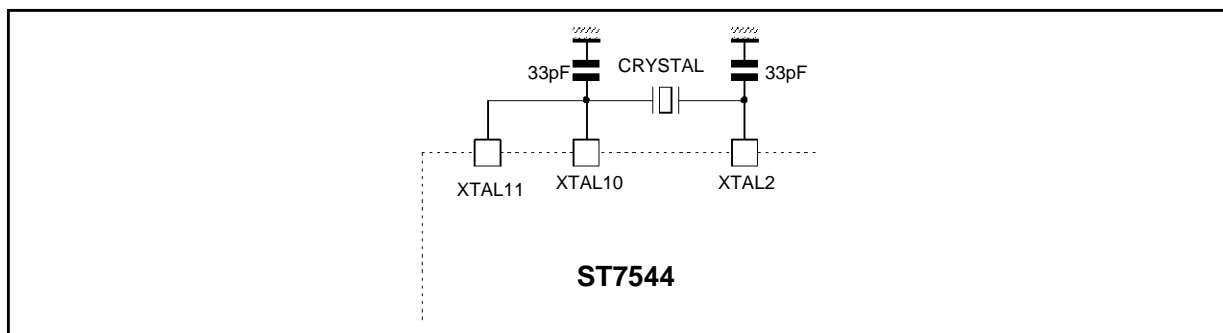 33pF
CRYSTAL
33pF
XTAL11
XTAL10
XTAL2
ST7544